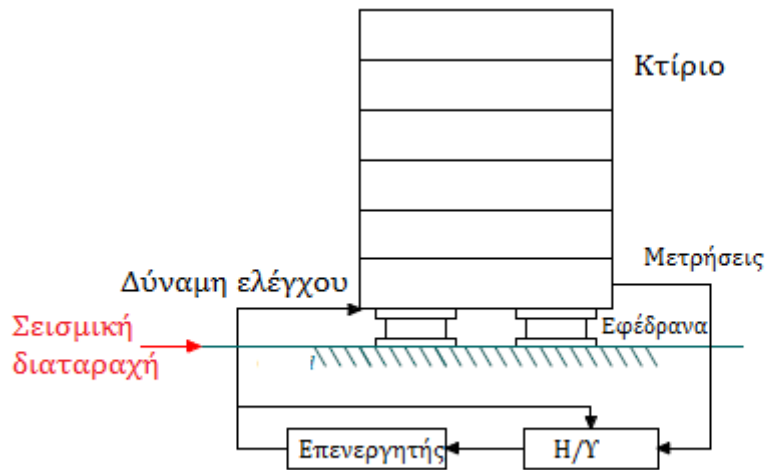 Κτίριο
Μετρήσεις
Δύναμη ελέγχου
Σεισμική
διαταραχή
Εφέδρανα
Επενεργητής
Η/Υ